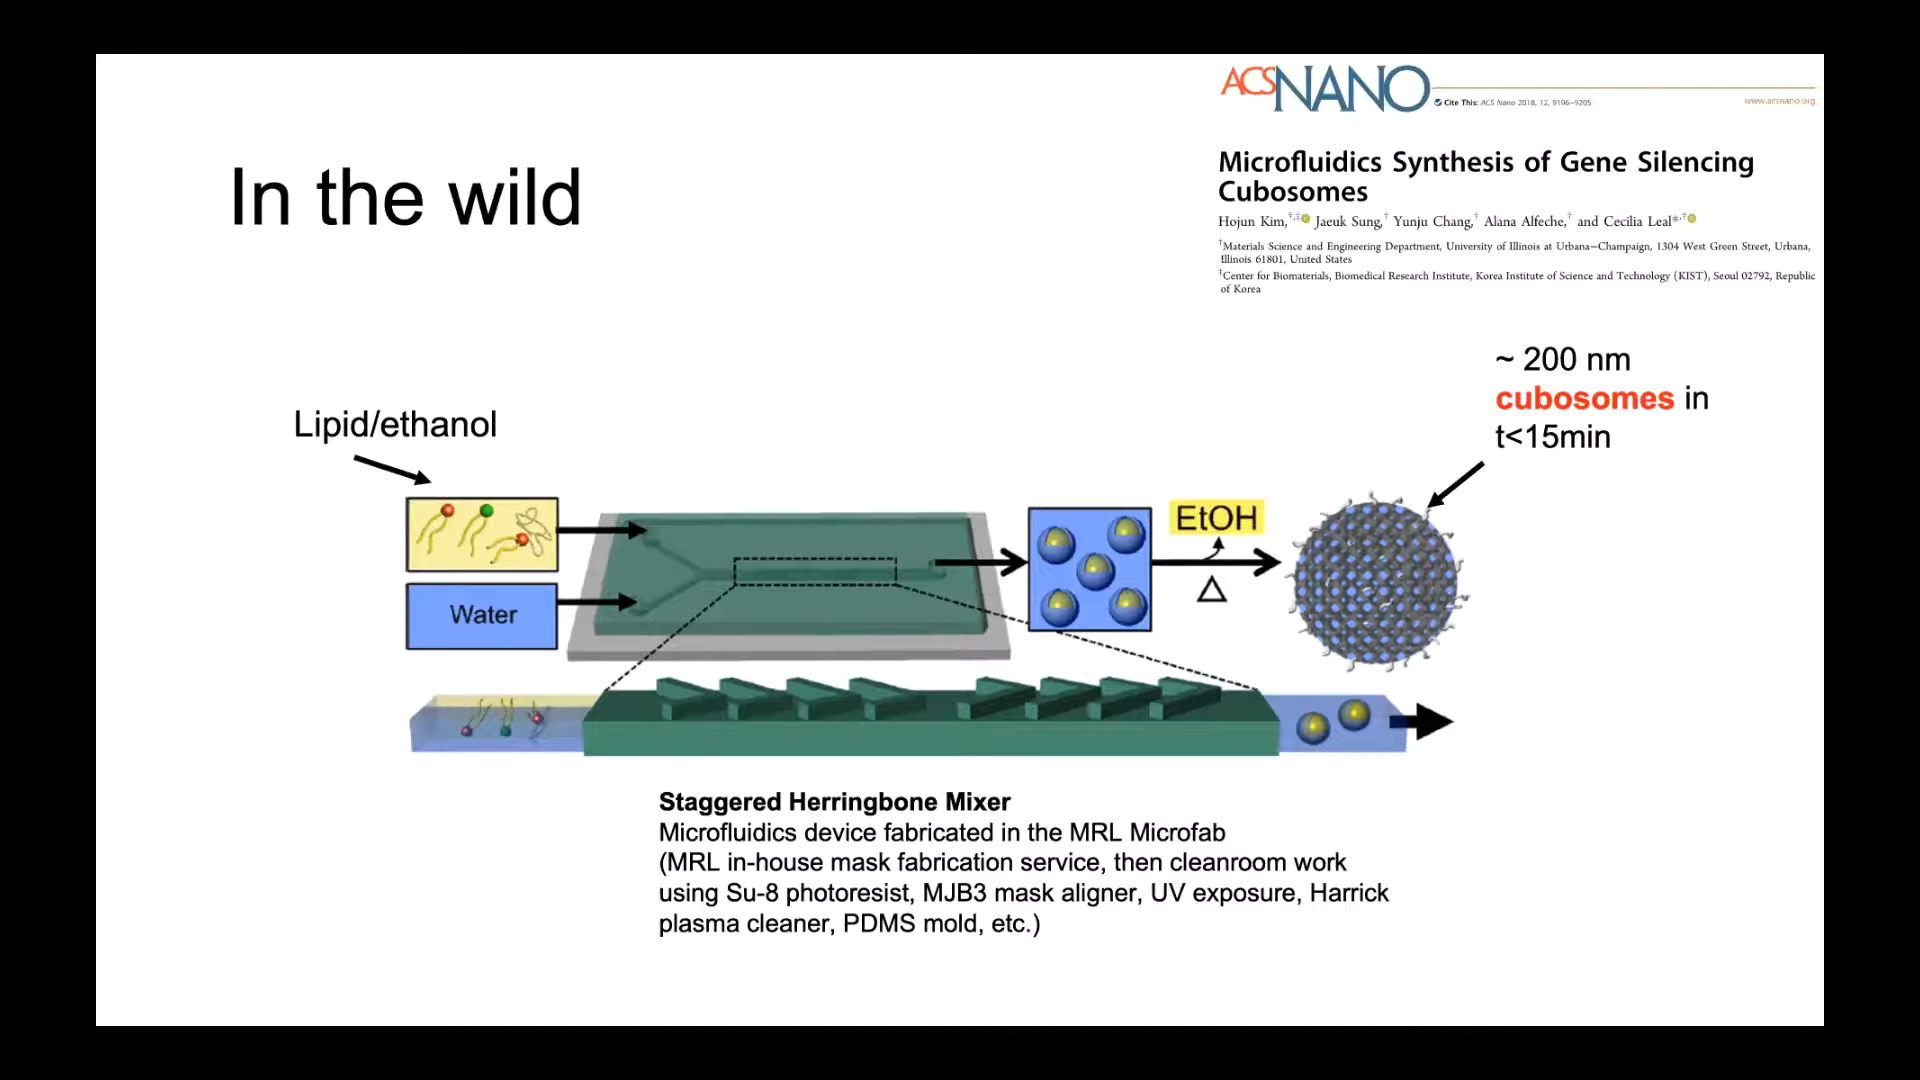 ACS NANO
Cite This: ACS Nano 2018, 12, 9196−9205
www.acsnano.org
Microfluidics Synthesis of Gene Silencing
Cubosomes
Hojun Kim,†,‡ Jaeuk Sung,† Yunju Chang,† Alana Alfeche,† and Cecilia Leal*,†
†Materials Science and Engineering Department, University of Illinois at Urbana−Champaign, 1304 West Green Street, Urbana,
Illinois 61801, United States
‡Center for Biomaterials, Biomedical Research Institute, Korea Institute of Science and Technology (KIST), Seoul 02792, Republic
of Korea
In the wild
~ 200 nm
cubosomes in
t<15min
Lipid/ethanol
EtOH
Δ
Water
Staggered Herringbone Mixer
Microfluidics device fabricated in the MRL Microfab
(MRL in-house mask fabrication service, then cleanroom work
using Su-8 photoresist, MJB3 mask aligner, UV exposure, Harrick
plasma cleaner, PDMS mold, etc.)